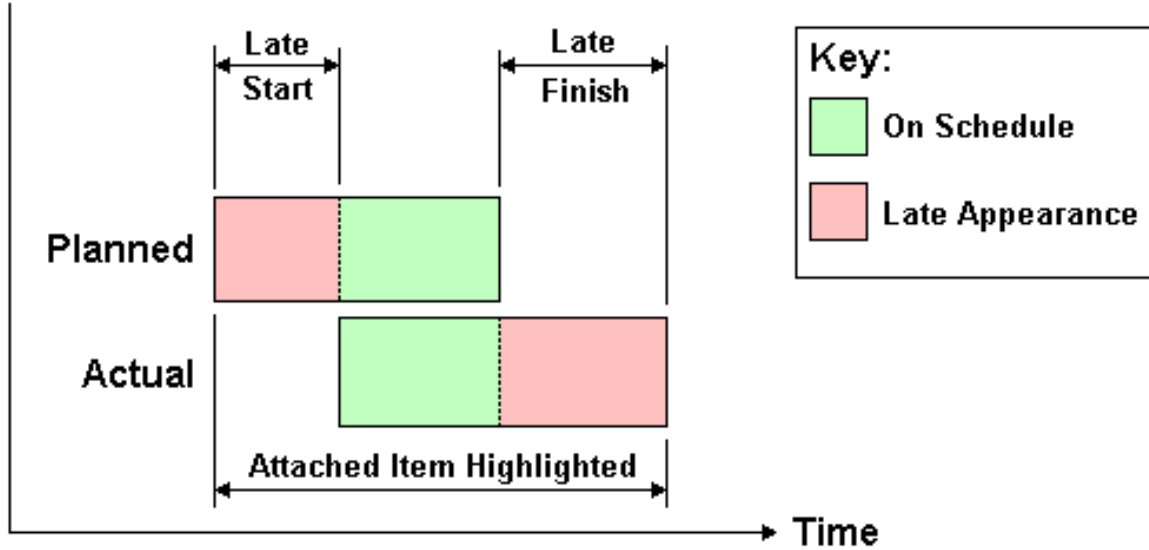 Late
Start
Late
Finish
Key:
On Schedule
Late Appearance
Planned
Actual
Attached Item Highlighted
Time